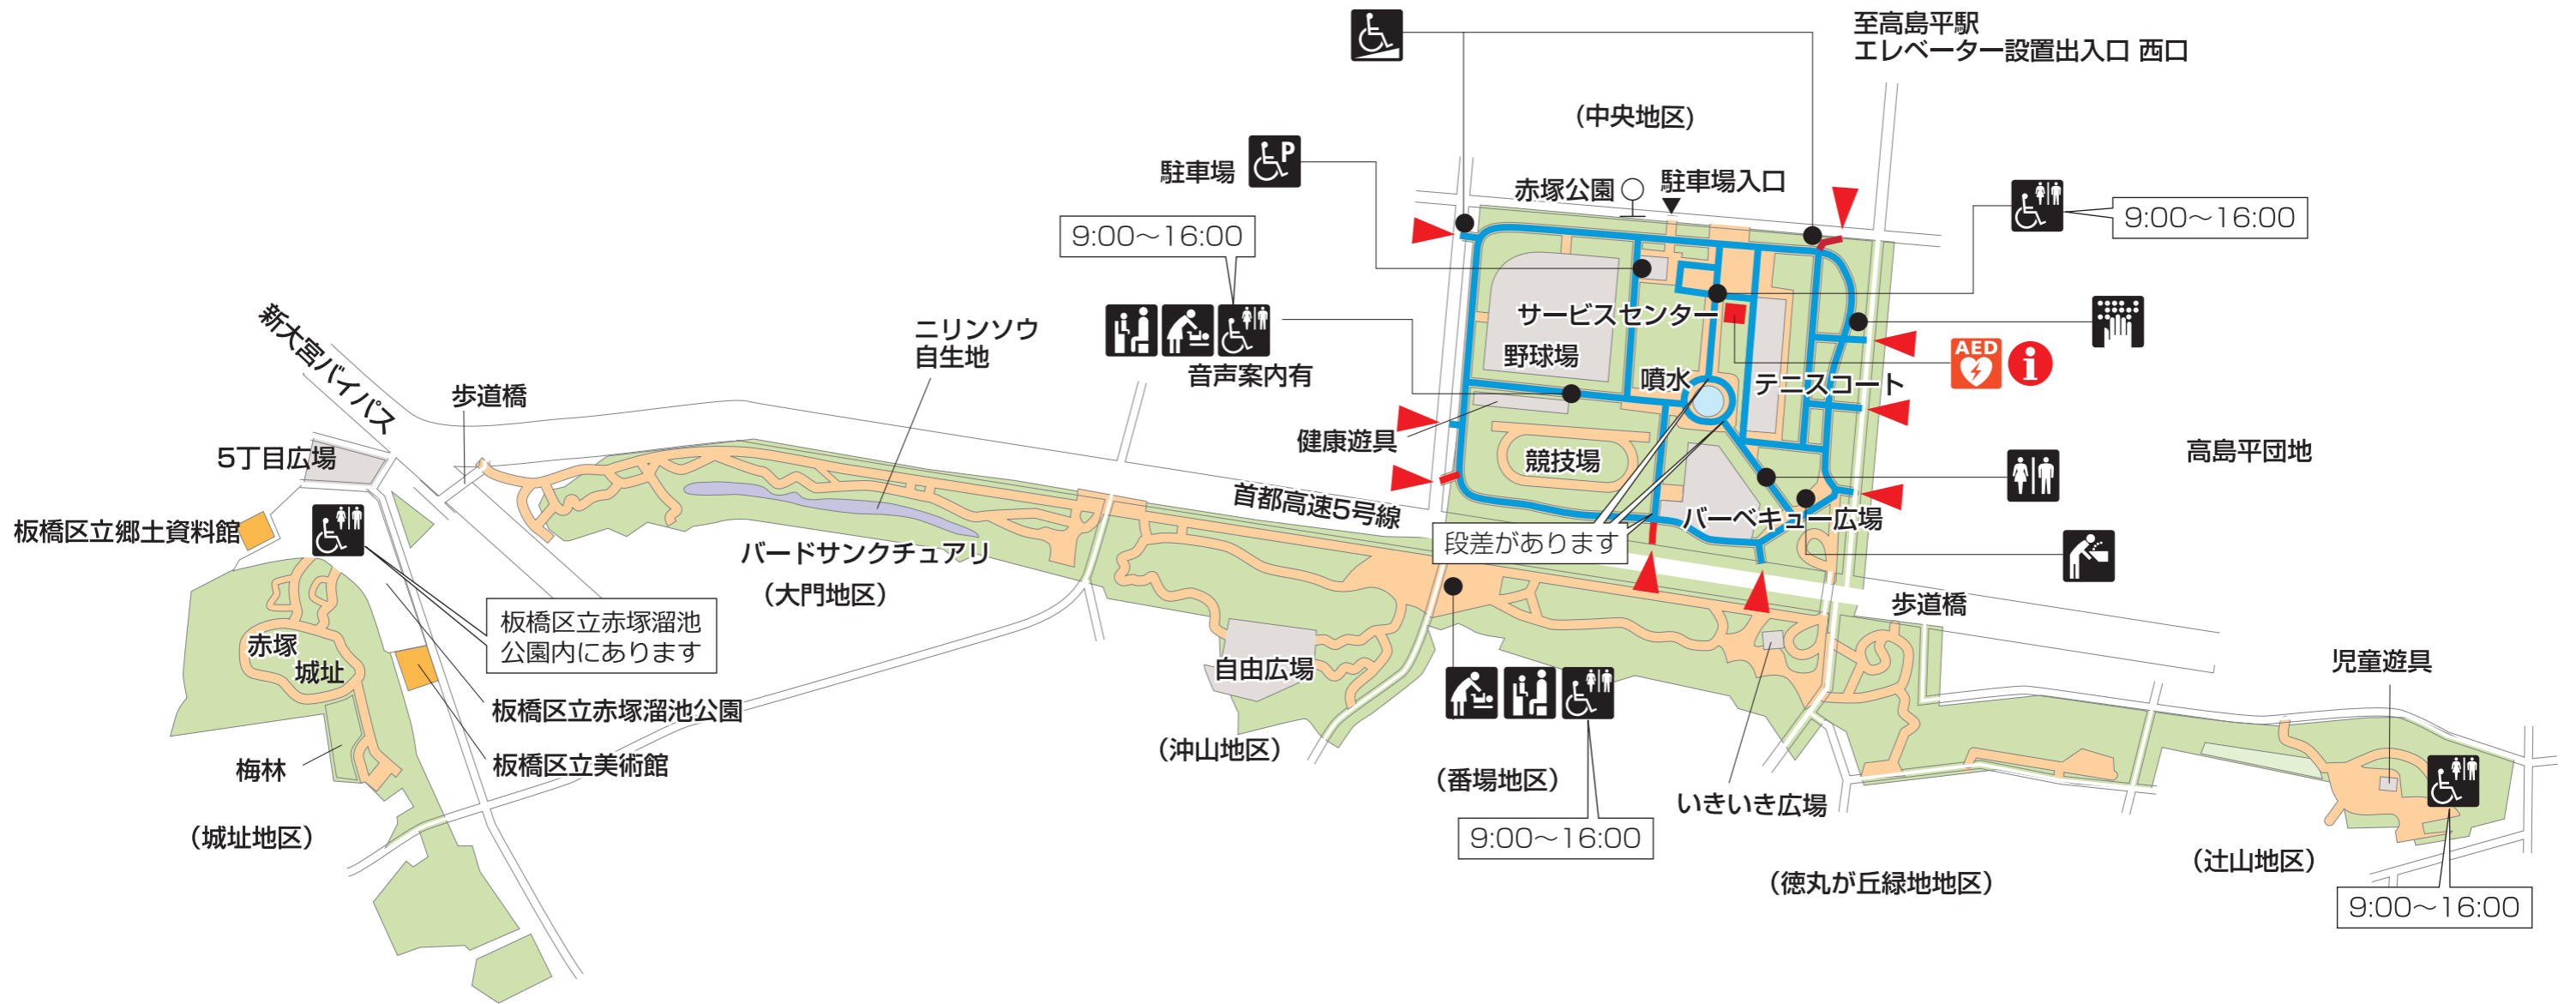 至高島平駅
エレベーター設置出入口 西口
(中央地区)
P
駐車場
赤塚公園
駐車場入口
9:00〜16:00
9:00〜16:00
サービスセンター
ニリンソウ
自生地
新大宮バイパス
野球場
AED
i
音声案内有
噴水
テニスコート
歩道橋
健康遊具
5丁目広場
競技場
高島平団地
首都高速5号線
板橋区立郷土資料館
バーベキュー広場
段差があります
バードサンクチュアリ
(大門地区)
歩道橋
板橋区立赤塚溜池
公園内にあります
赤塚
城址
自由広場
児童遊具
板橋区立赤塚溜池公園
(沖山地区)
板橋区立美術館
梅林
(番場地区)
いきいき広場
(城址地区)
9:00〜16:00
(辻山地区)
(徳丸が丘緑地地区)
9:00〜16:00